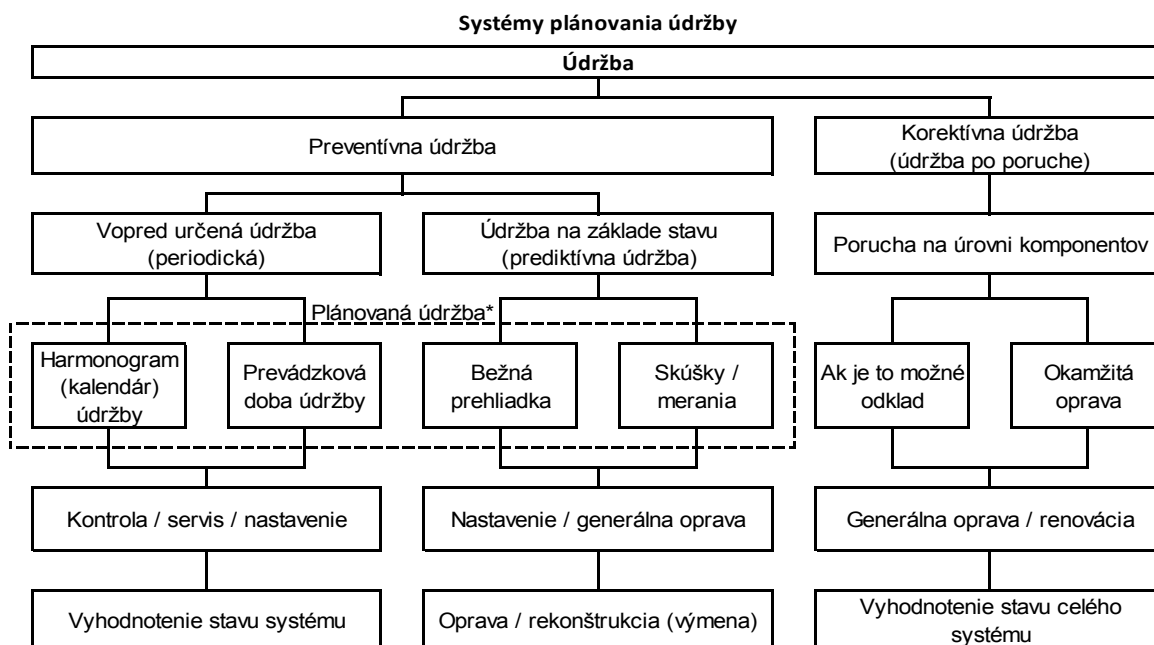 Systémy plánovania údržby
Údržba
Preventívna údržba
Korektívna údržba
(údržba po poruche)
Vopred určená údržba
(periodická)
Údržba na základe stavu
(prediktívna údržba)
Porucha na úrovni komponentov
Plánovaná údržba*
Harmonogram
(kalendár)
údržby
Prevádzková
doba údržby
Bežná
prehliadka
Skúšky /
merania
Ak je to možné
odklad
Okamžitá
oprava
Kontrola / servis / nastavenie
Nastavenie / generálna oprava
Generálna oprava / renovácia
Vyhodnotenie stavu systému
Oprava / rekonštrukcia (výmena)
Vyhodnotenie stavu celého
systému